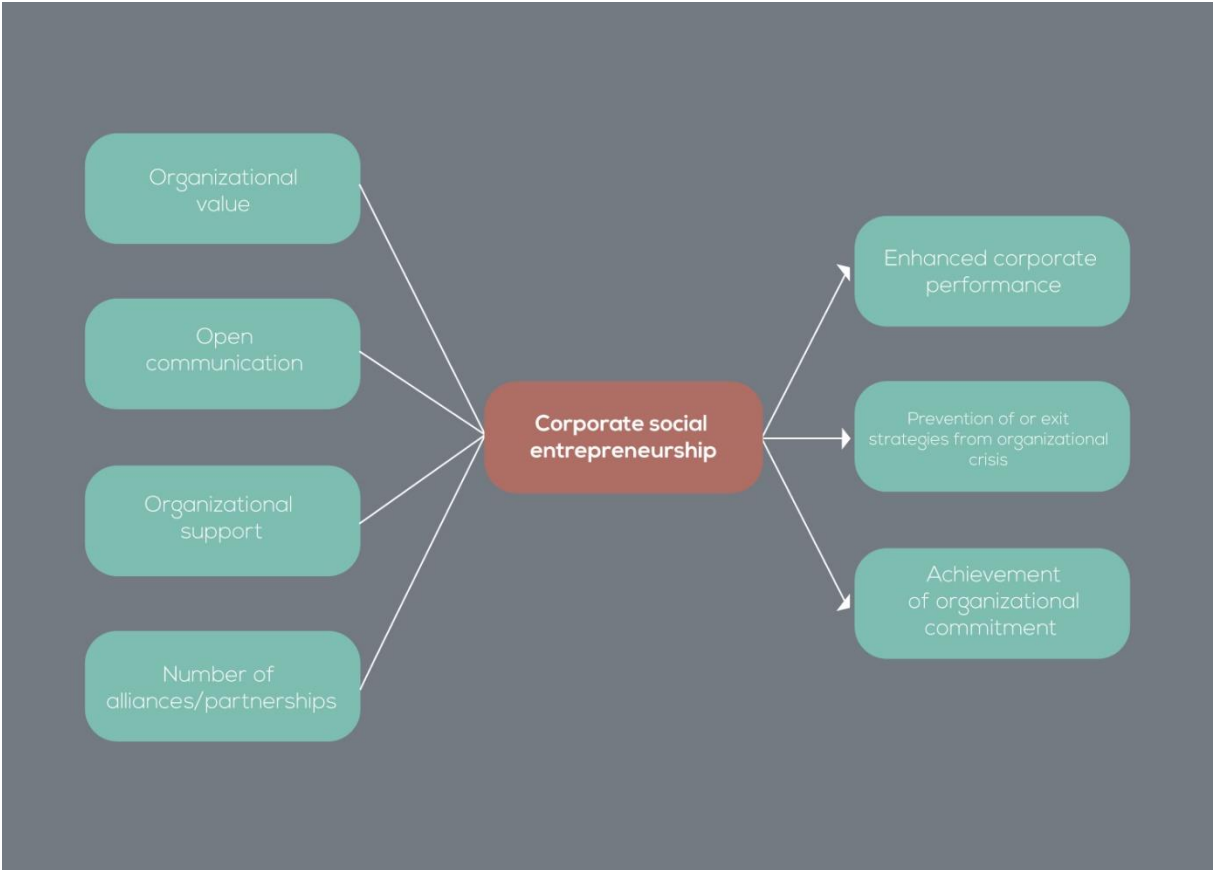 Organizational
value
Open
communication
Organizational
support
Number of
alliances/partnerships
Corporate social
entrepreneurship
Enhanced corporate
performance
Prevention of or exit
strategies from organizational
crisis
Achievement
of organizational
commitment